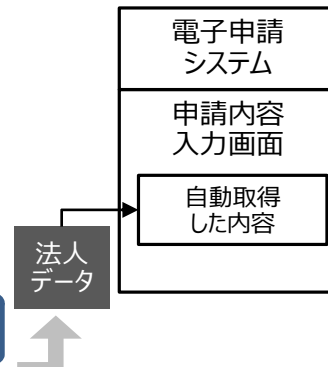 電子申請
システム
申請内容
入力画面
自動取得
した内容
法人
データ